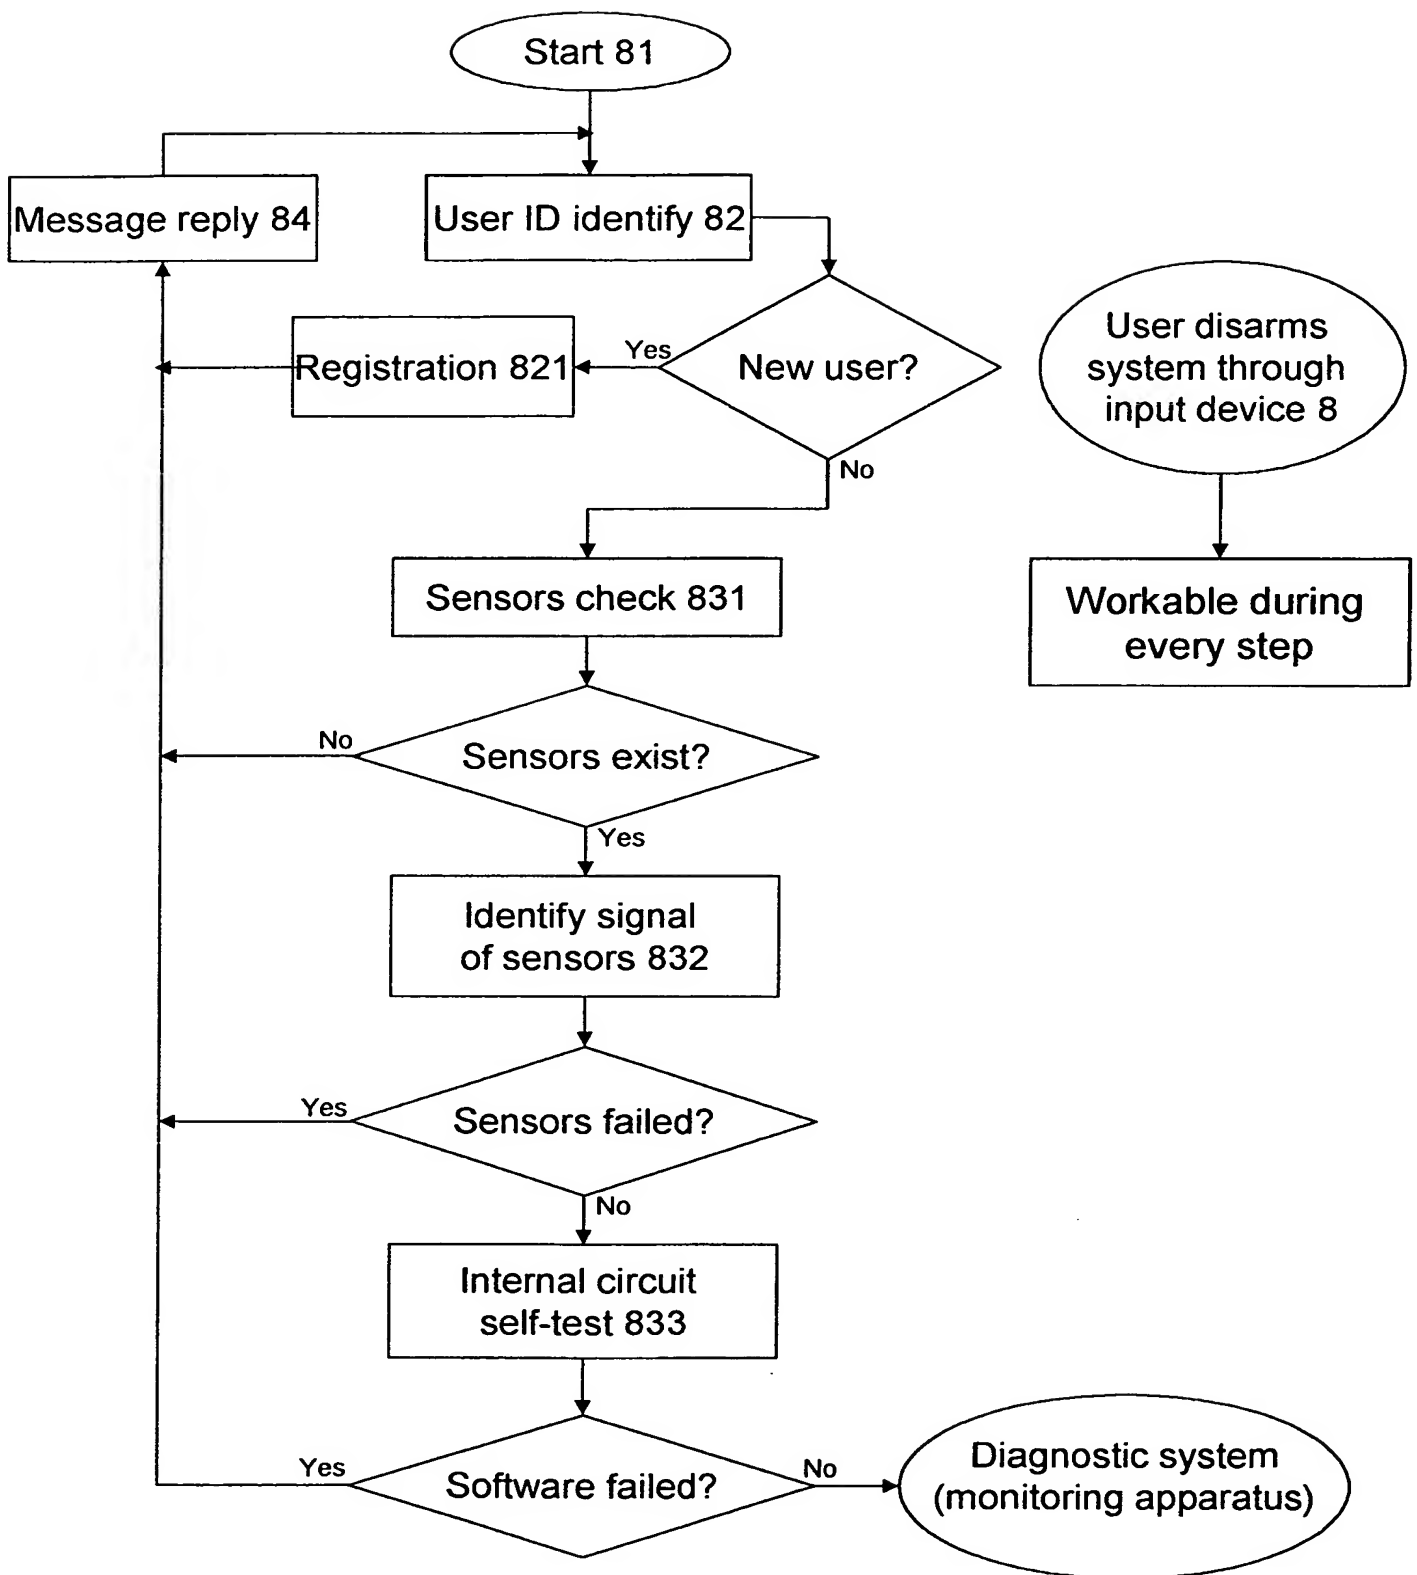 Start 81
Message reply 84
User ID identify 82
User disarms
system through
input device 8
Registration 821
Yes
New user?
No
Sensors check 831
Workable during
every step
No
Sensors exist?
Yes
Identify signal
of sensors 832
Yes
Sensors failed?
No
Internal circuit
self-test 833
Yes
Software failed?
No
Diagnostic system
(monitoring apparatus)